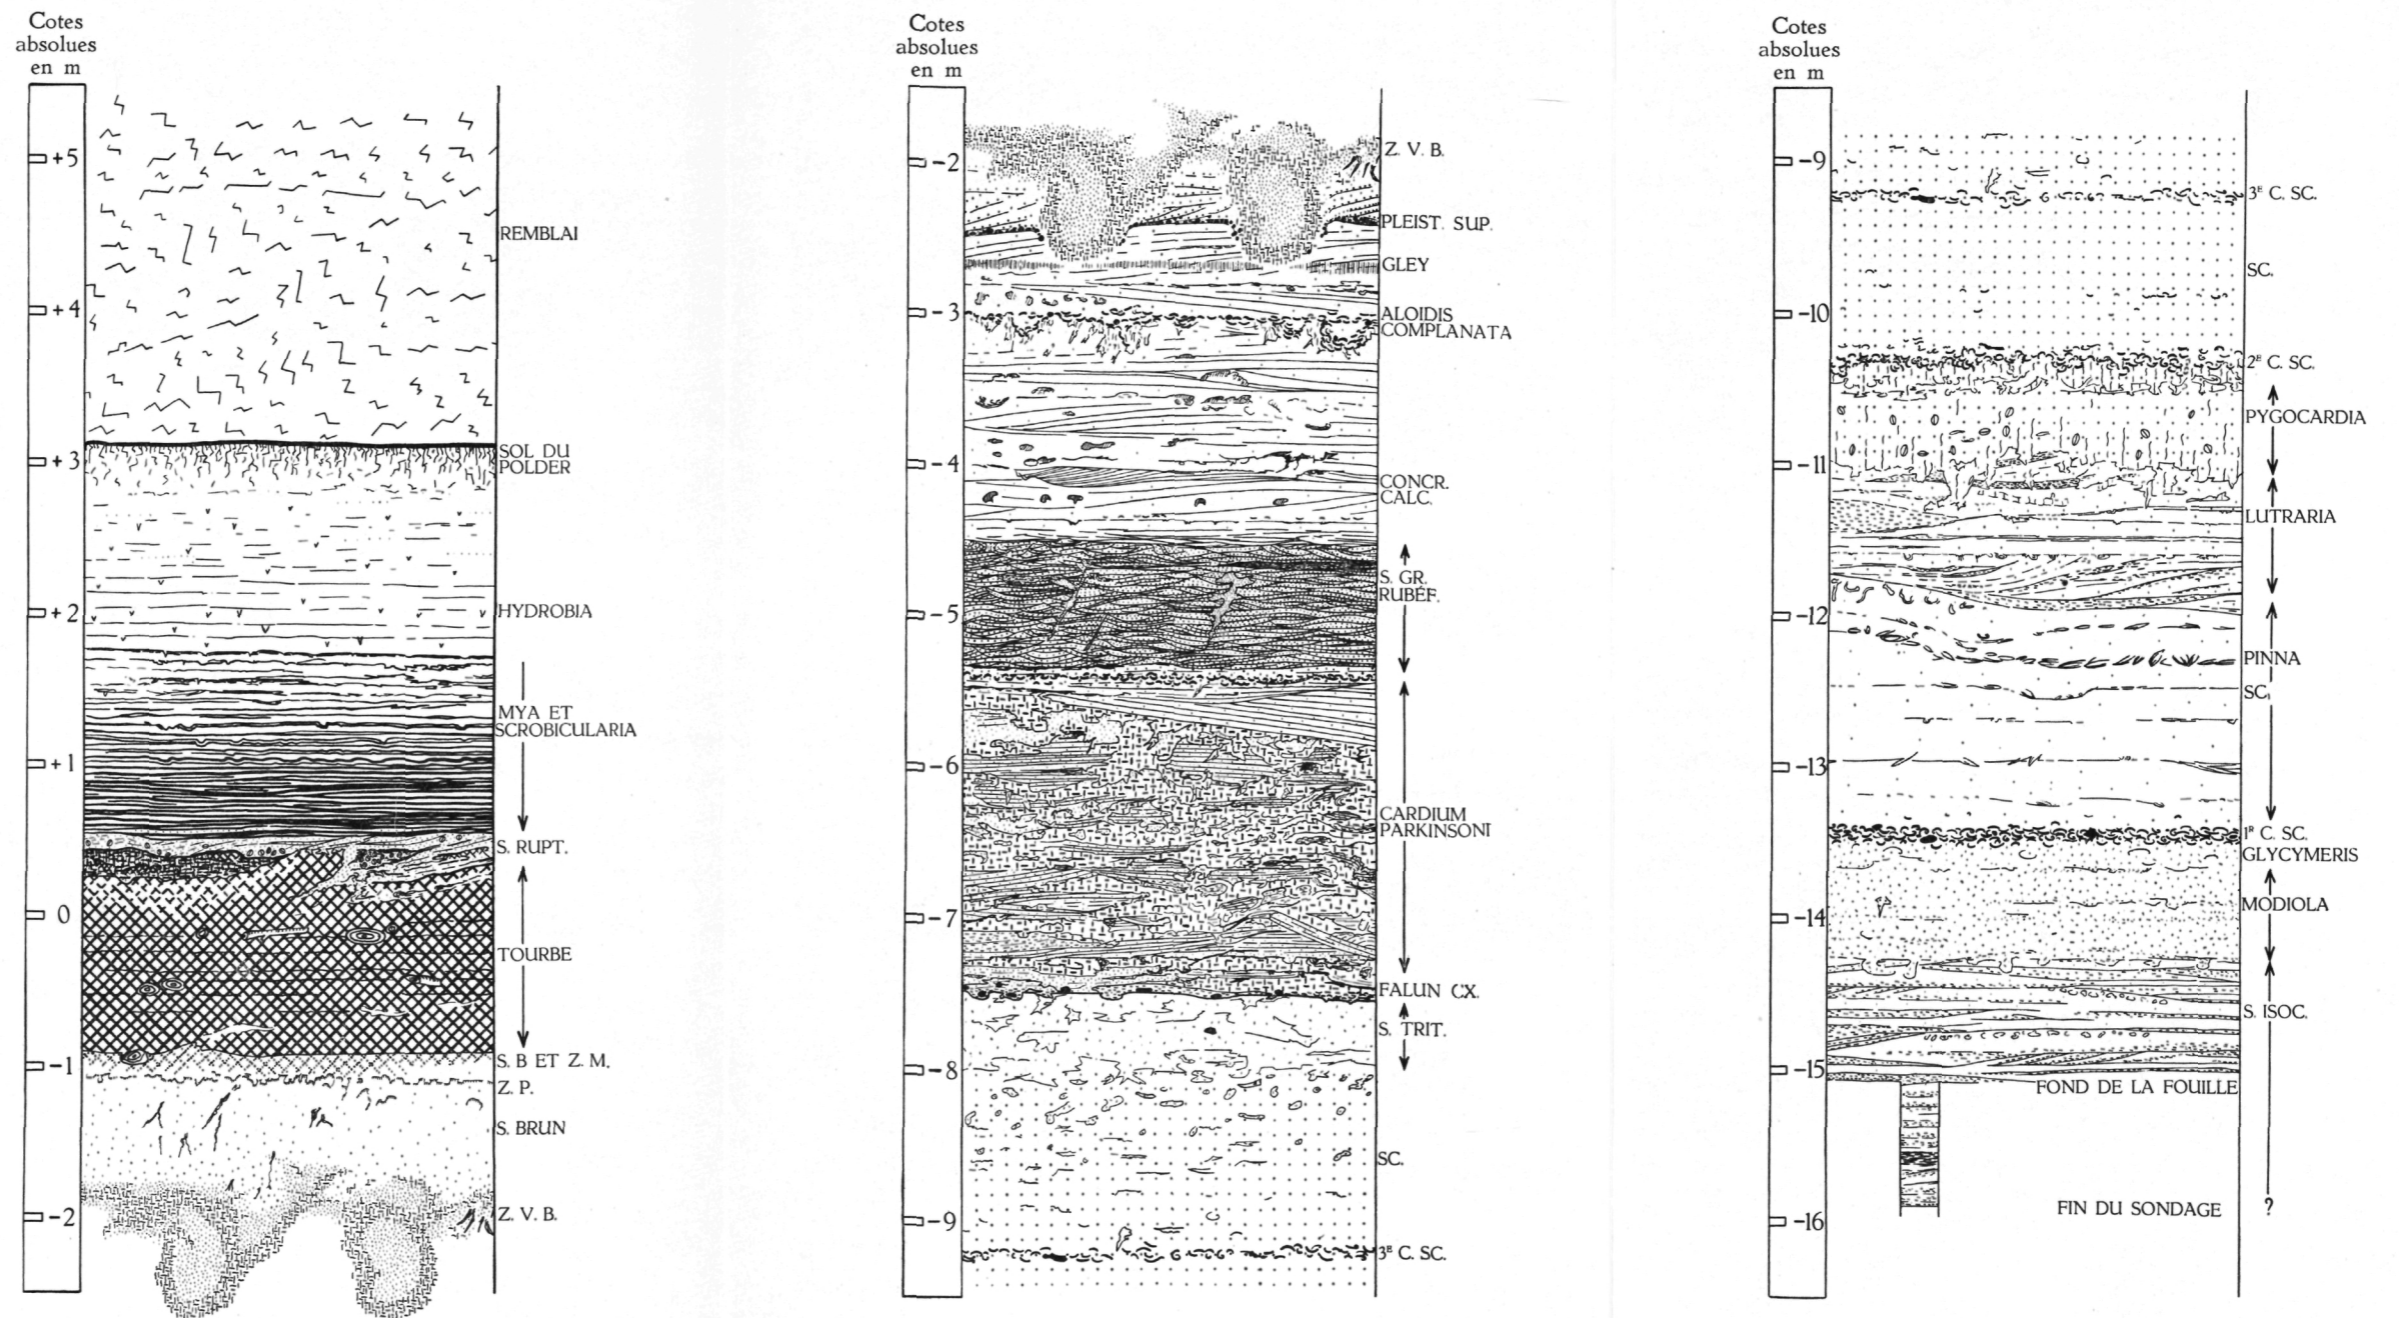 Cotes
absolues
en m
+5
+4
+3
+2
+1
0
-1
-2
REMBLAI
SOL DU
POLDER
HYDROBIA
MYA ET
SCROBICULARIA
S. RUPT.
TOURBE
S. B ET Z. M.
Z. P.
S. BRUN
Z. V. B.
Cotes
absolues
en m
-2
-3
-4
-5
-6
-7
-8
-9
Z. V. B.
PLEIST. SUP.
GLEY
ALOIDIS
COMPLANATA
CONCR.
CALC.
S. GR.
RUBÉF.
CARDIUM
PARKINSONI
FALUN CX.
S. TRIT.
SC.
3E C. SC.
Cotes
absolues
en m
-9
-10
-11
-12
-13
-14
-15
-16
3E C. SC.
SC.
2E C. SC.
PYGOCARDIA
LUTRARIA
PINNA
SC.
1R C. SC.
GLYCYMERIS
MODIOLA
S. ISOC.
FOND DE LA FOUILLE
FIN DU SONDAGE
?